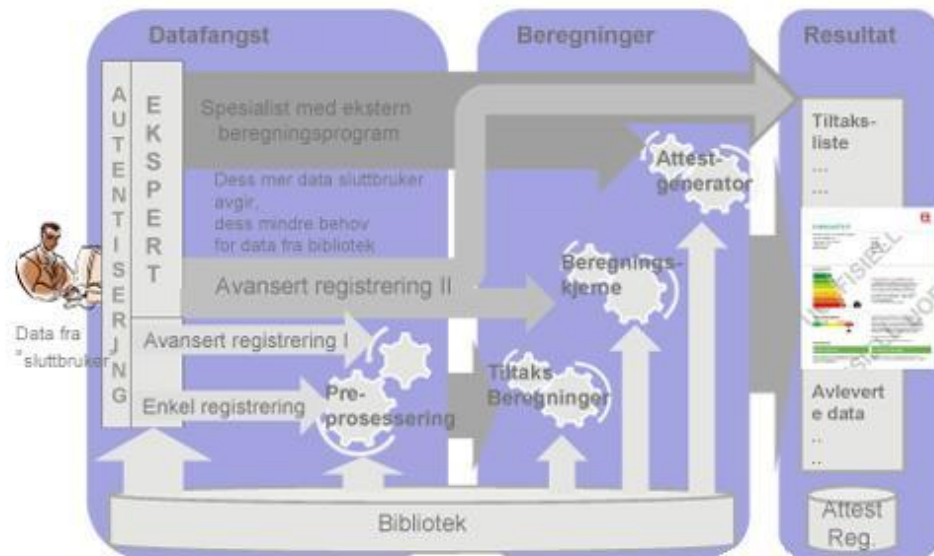 Datafangst
Beregninger
Resultat
AUTENTISERING
EKSPERT
Spesialist med ekstern
beregningsprogram
Dess mer data sluttbruker
avgir,
dess mindre behov
for data fra bibliotek
Avansert registrering II
Avansert registrering I
Enkel registrering
Data fra
"sluttbruker"
Pre-
prosessering
Tiltaks
Beregninger
Beregnings-
kjerne
Attest-
generator
Bibliotek
Tiltaks-
liste
...
...
Avlevert
e data
..
..
Attest
Reg.